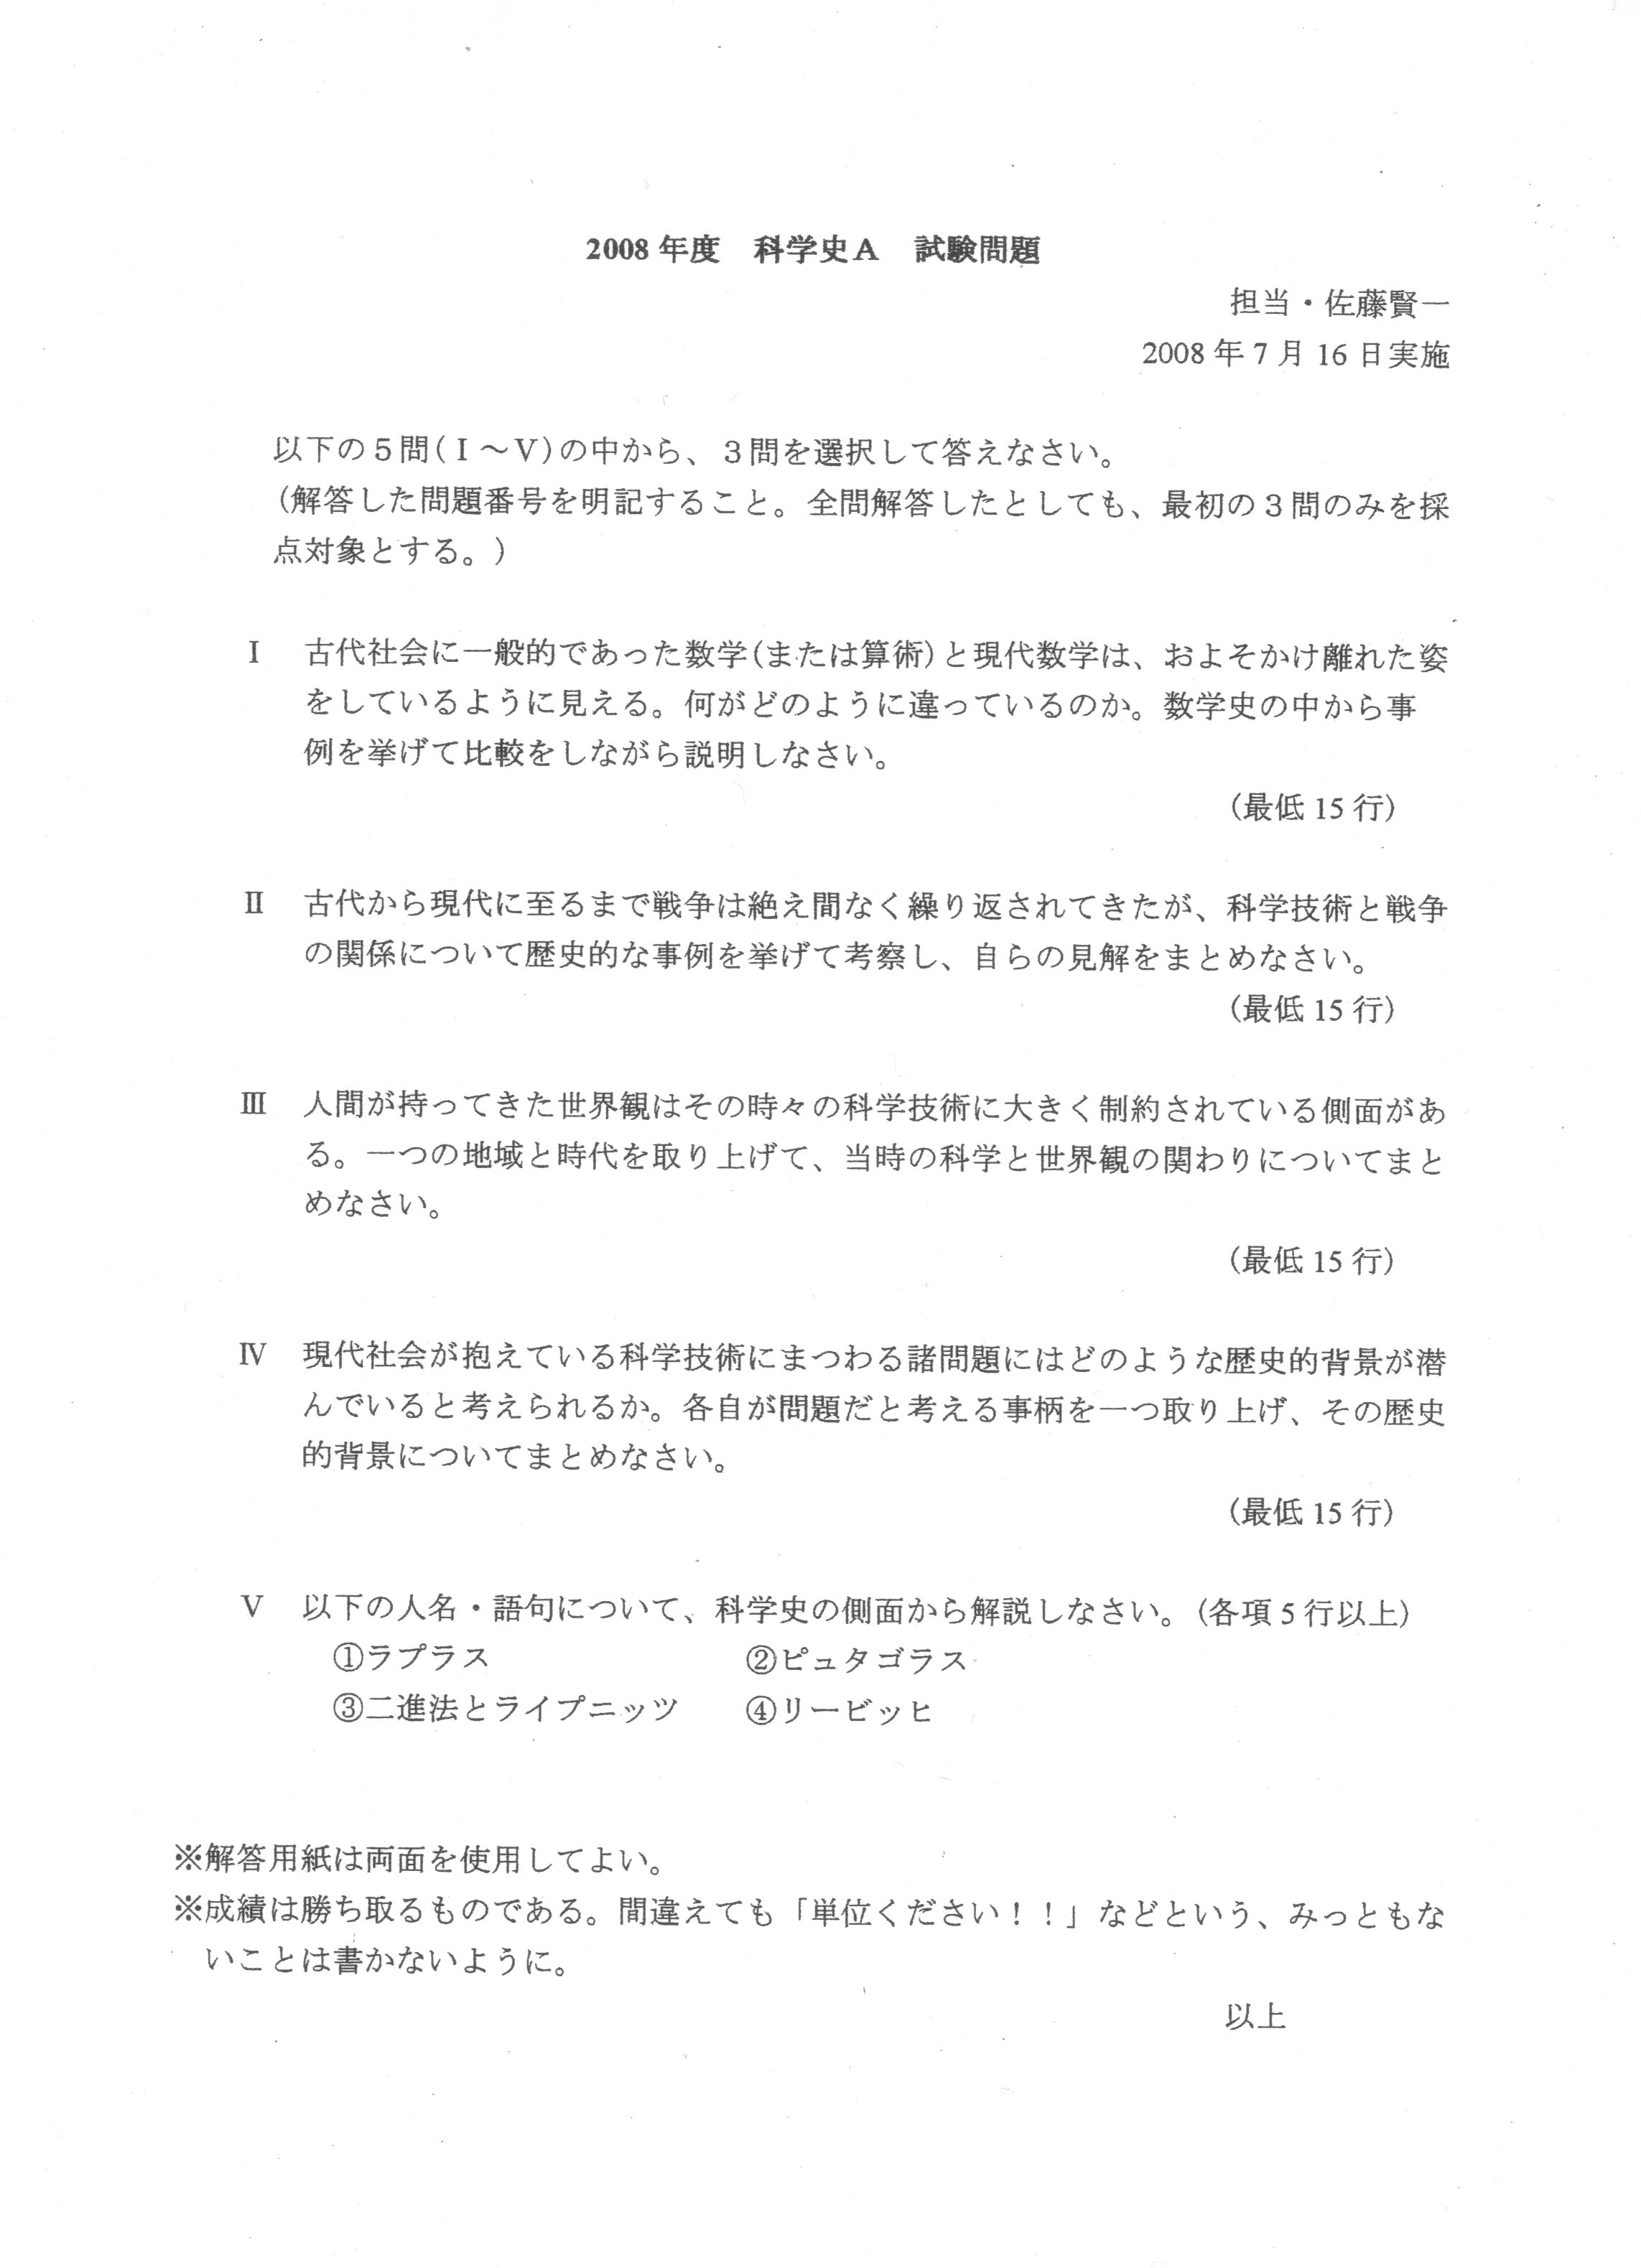 2008 年度　科学史A　試験問題
担当・佐藤賢一
2008 年 7 月 16 日実施
以下の５問(Ⅰ～Ⅴ)の中から、３問を選択して答えなさい。
(解答した問題番号を明記すること。全問解答したとしても、最初の３問のみを採
点対象とする。)
Ⅰ　古代社会に一般的であった数学(または算術)と現代数学は、およそかけ離れた姿
をしているように見える。何がどのように違っているのか。数学史の中から事
例を挙げて比較をしながら説明しなさい。
(最低 15 行)
Ⅱ　古代から現代に至るまで戦争は絶え間なく繰り返されてきたが、科学技術と戦争
の関係について歴史的な事例を挙げて考察し、自らの見解をまとめなさい。
(最低 15 行)
Ⅲ　人間が持ってきた世界観はその時々の科学技術に大きく制約されている側面があ
る。一つの地域と時代を取り上げて、当時の科学と世界観の関わりについてまと
めなさい。
(最低 15 行)
Ⅳ　現代社会が抱えている科学技術にまつわる諸問題にはどのような歴史的背景が潜
んでいると考えられるか。各自が問題だと考える事柄を一つ取り上げ、その歴史
的背景についてまとめなさい。
(最低 15 行)
Ⅴ　以下の人名・語句について、科学史の側面から解説しなさい。(各項 5 行以上)
①ラプラス　②ピュタゴラス
③二進法とライプニッツ　④リービッヒ
※解答用紙は両面を使用してよい。
※成績は勝ち取るものである。間違えても「単位ください！！」などという、みっともな
いことは書かないように。
以上